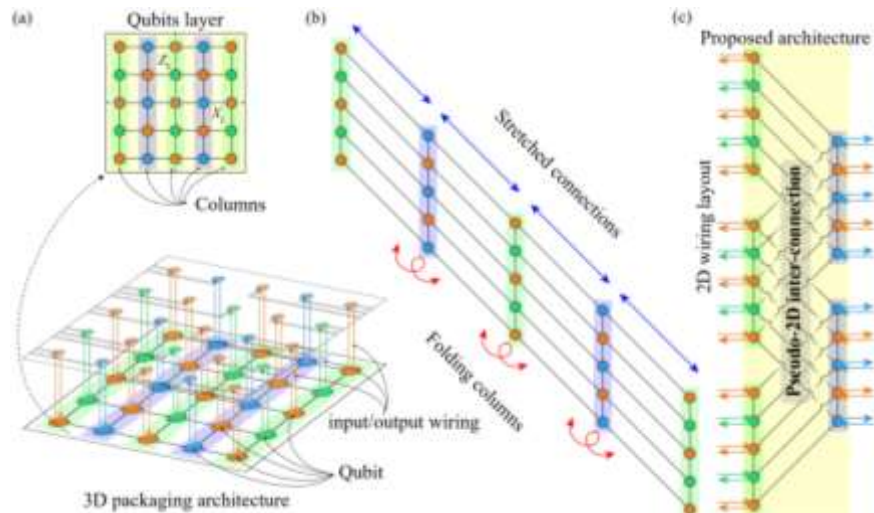 (a)
Qubits layer
Z
X
Columns
input/output wiring
Qubit
3D packaging architecture
(b)
Stretched connections
Folding columns
(c)
Proposed architecture
2D wiring layout
Pseudo-2D inter-connection